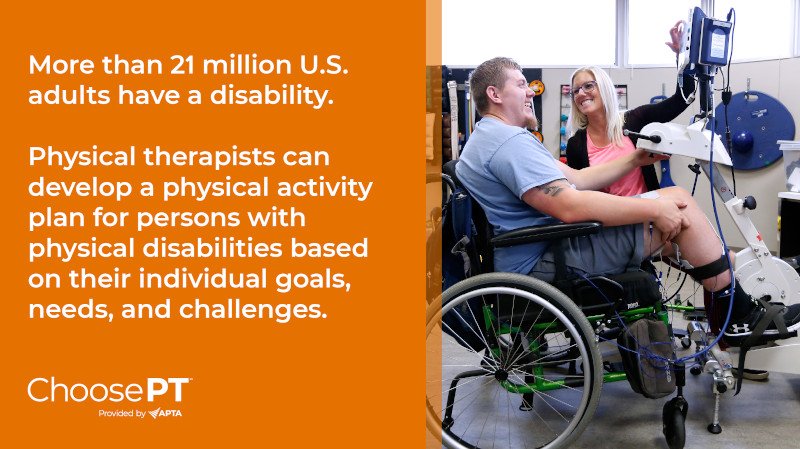 More than 21 million U.S.
adults have a disability.
Physical therapists can
develop a physical activity
plan for persons with
physical disabilities based
on their individual goals,
needs, and challenges.
ChoosePT
Provided by APTA